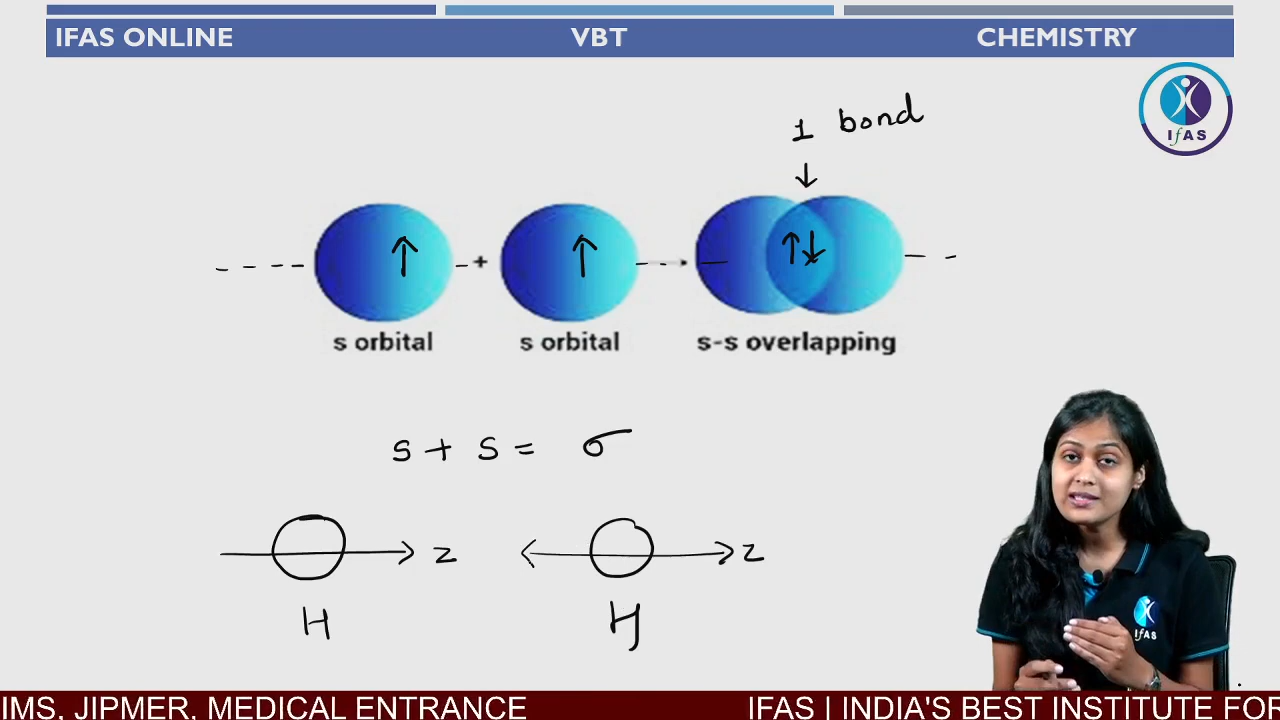 IFAS ONLINE VBT CHEMISTRY
IfAS
1 bond
↓
↑ + ↑ ↑↓
s orbital s orbital s-s overlapping
s + s = σ
z z
H H
IfAS
IMS, JIPMER, MEDICAL ENTRANCE IFAS | INDIA'S BEST INSTITUTE FOR